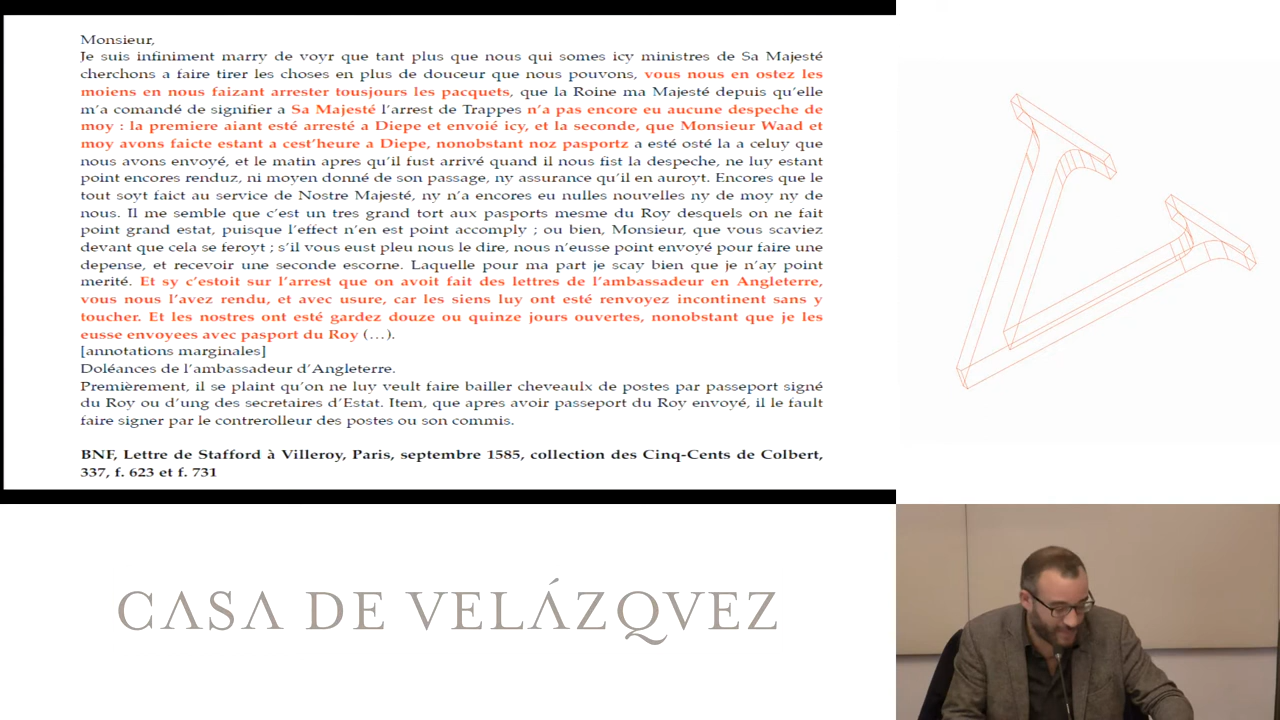 Monsieur,
Je suis infiniment marry de voyr que tant plus que nous qui somes icy ministres de Sa Majesté
cherchons a faire tirer les choses en plus de douceur que nous pouvons, vous nous en ostez les
moiens en nous faizant arrester tousjours les pacquets, que la Roine ma Majesté depuis qu'elle
m'a comandé de signifier a Sa Majesté l'arrest de Trappes n'a pas encore eu aucune despeche de
moy : la premiere aiant esté arresté a Diepe et envoié icy, et la seconde, que Monsieur Waad et
moy avons faicte estant a cest'heure a Diepe, nonobstant noz pasportz a esté osté la a celuy que
nous avons envoyé, et le matin apres qu'il fust arrivé quand il nous fist la despeche, ne luy estant
point encores renduz, ni moyen donné de son passage, ny assurance qu'il en auroyt. Encores que le
tout soyt faict au service de Nostre Majesté, ny n'a encores eu nulles nouvelles ny de moy ny de
nous. Il me semble que c'est un tres grand tort aux pasports mesme du Roy desquels on ne fait
point grand estat, puisque l'effect n'en est point accomply ; ou bien, Monsieur, que vous scaviez
devant que cela se feroyt ; s'il vous eust pleu nous le dire, nous n'eusse point envoyé pour faire une
depense, et recevoir une seconde escorne. Laquelle pour ma part je scay bien que je n'ay point
merité. Et sy c'estoit sur l'arrest que on avoit fait des lettres de l'ambassadeur en Angleterre,
vous nous l'avez rendu, et avec usure, car les siens luy ont esté renvoyez incontinent sans y
toucher. Et les nostres ont esté gardez douze ou quinze jours ouvertes, nonobstant que je les
eusse envoyees avec pasport du Roy (…).
[annotations marginales]
Doléances de l'ambassadeur d'Angleterre.
Premièrement, il se plaint qu'on ne luy veult faire bailler cheveaulx de postes par passeport signé
du Roy ou d'ung des secretaires d'Estat. Item, que apres avoir passeport du Roy envoyé, il le fault
faire signer par le contrerolleur des postes ou son commis.
BNF, Lettre de Stafford à Villeroy, Paris, septembre 1585, collection des Cinq-Cents de Colbert,
337, f. 623 et f. 731
CASA DE VELÁZQVEZ